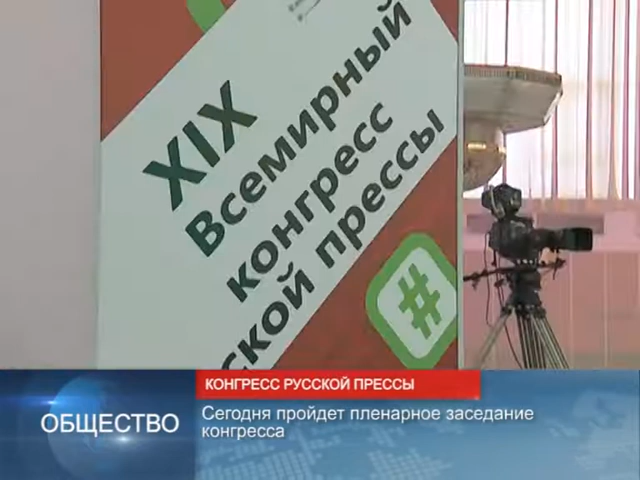 XIX
Всемирный
конгресс
ской прессы
#
КОНГРЕСС РУССКОЙ ПРЕССЫ
ОБЩЕСТВО
Сегодня пройдет пленарное заседание
конгресса